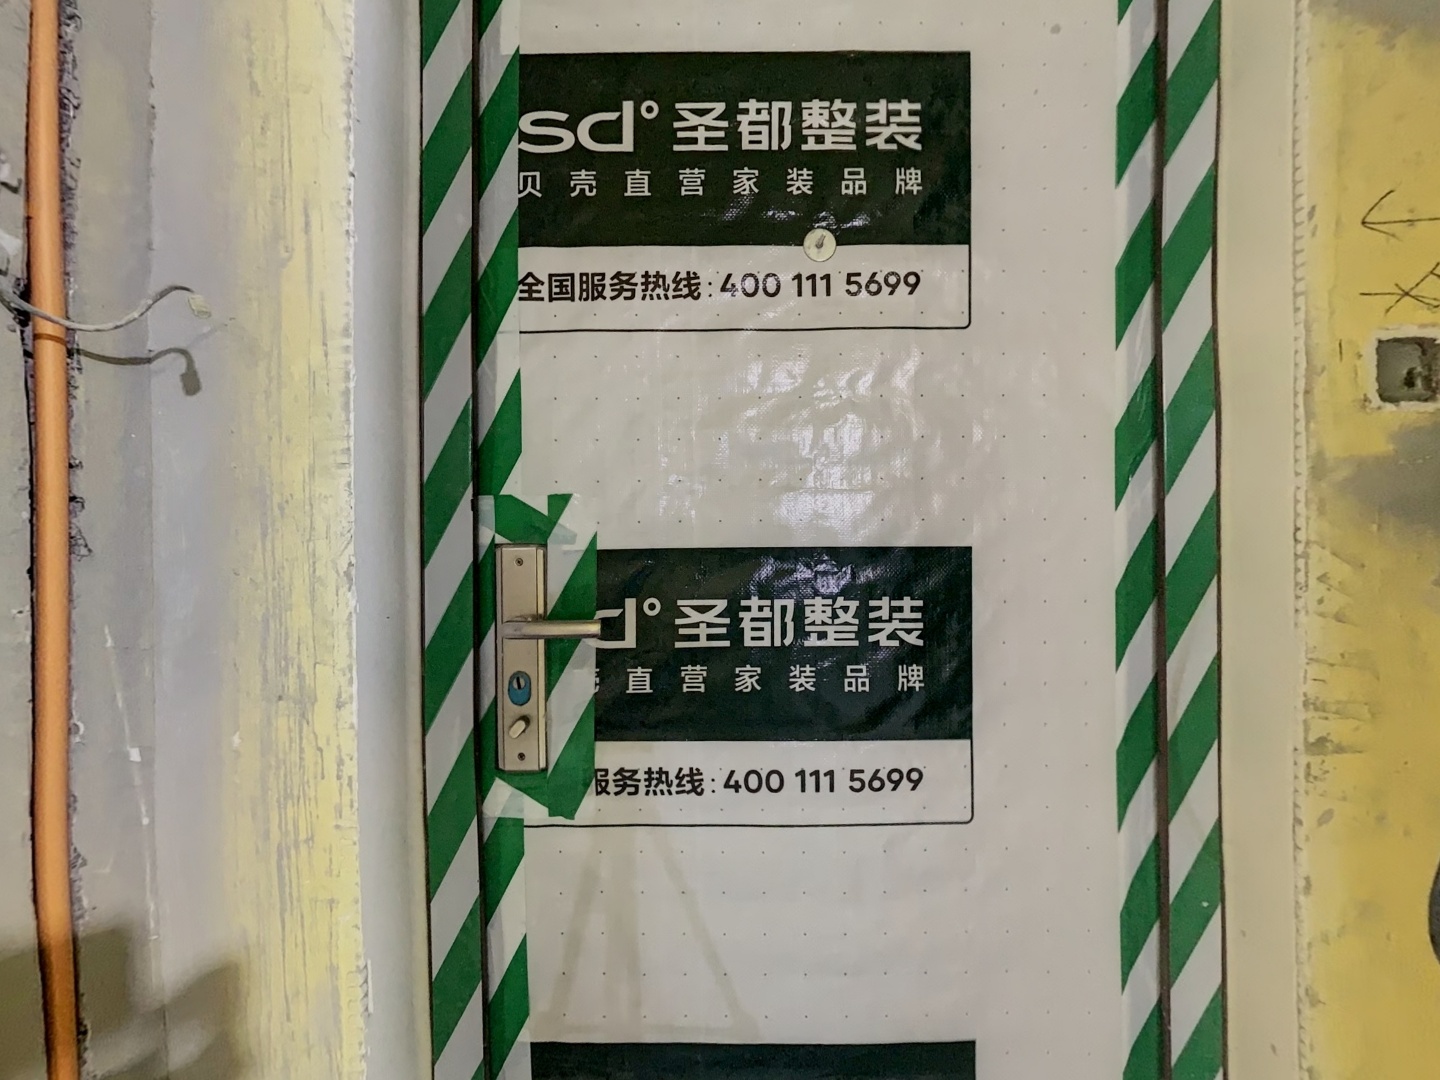 sd° 圣都整装
贝壳直营家装品牌
全国服务热线:400 111 5699
d° 圣都整装
直营家装品牌
服务热线:400 111 5699